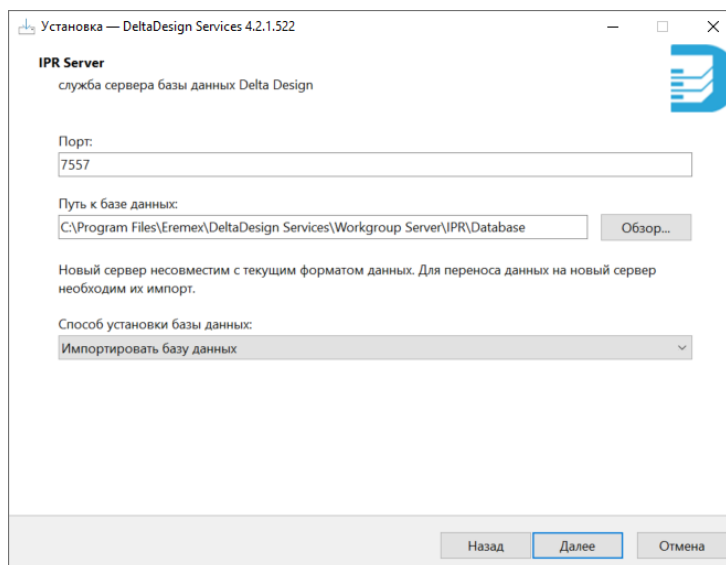 Установка — DeltaDesign Services 4.2.1.522
IPR Server
служба сервера базы данных Delta Design
Порт:
7557
Путь к базе данных:
C:\Program Files\Eremex\DeltaDesign Services\Workgroup Server\IPR\Database
Обзор...
Новый сервер несовместим с текущим форматом данных. Для переноса данных на новый сервер
необходим их импорт.
Способ установки базы данных:
Импортировать базу данных
Назад
Далее
Отмена